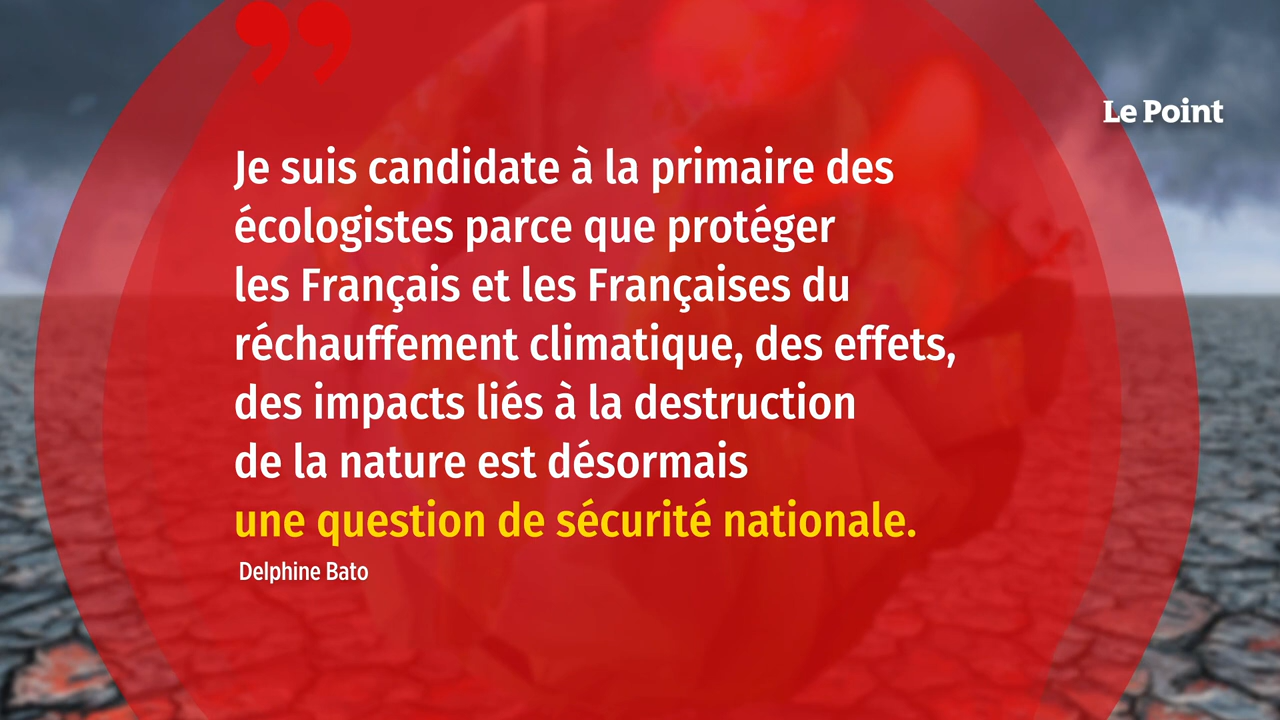 Le Point
Je suis candidate à la primaire des
écologistes parce que protéger
les Français et les Françaises du
réchauffement climatique, des effets,
des impacts liés à la destruction
de la nature est désormais
une question de sécurité nationale.
Delphine Bato